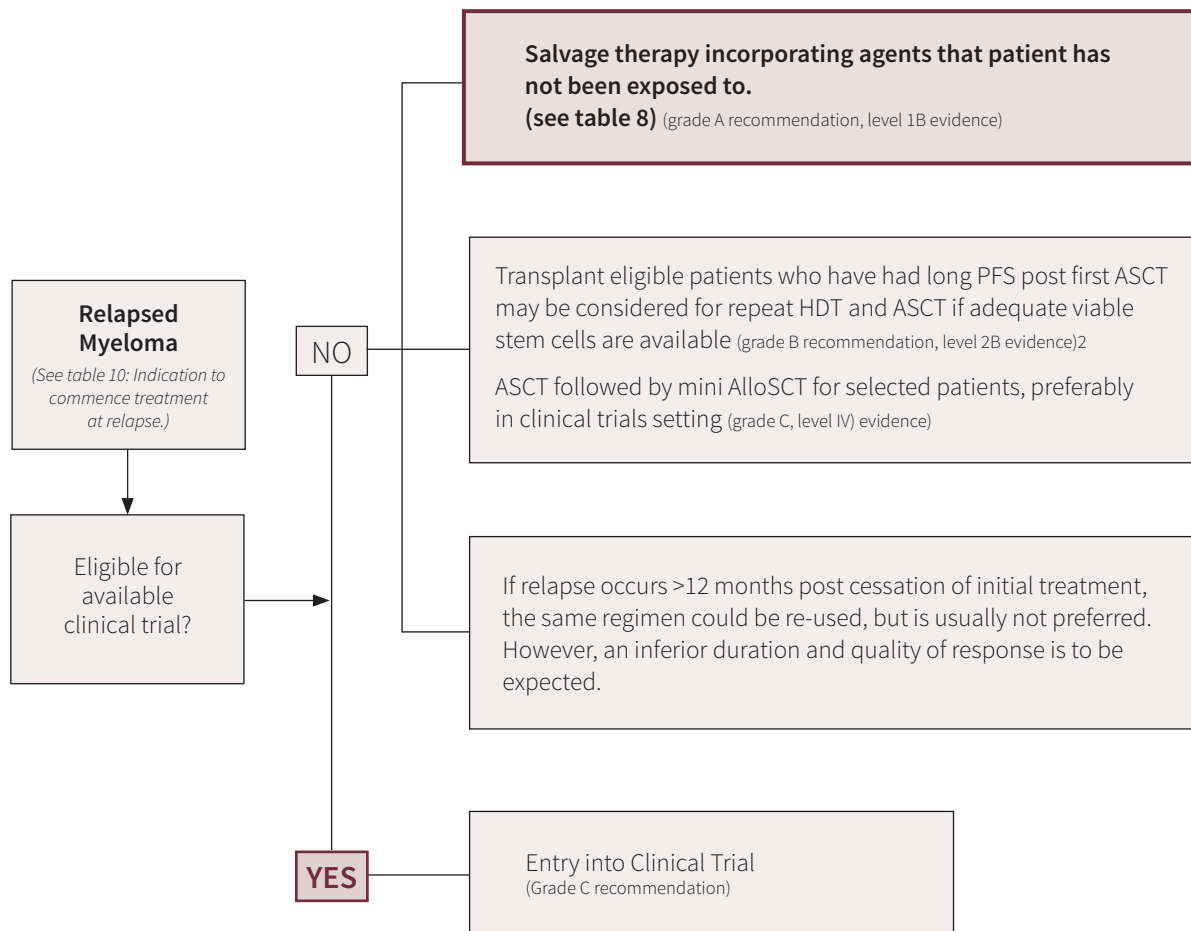 Salvage therapy incorporating agents that patient has
not been exposed to.
(see table 8) (grade A recommendation, level 1B evidence)
Relapsed
Myeloma
(See table 10: Indication to
commence treatment
at relapse.)
Eligible for
available
clinical trial?
NO
Transplant eligible patients who have had long PFS post first ASCT
may be considered for repeat HDT and ASCT if adequate viable
stem cells are available (grade B recommendation, level 2B evidence)2
ASCT followed by mini AlloSCT for selected patients, preferably
in clinical trials setting (grade C, level IV) evidence)
If relapse occurs >12 months post cessation of initial treatment,
the same regimen could be re-used, but is usually not preferred.
However, an inferior duration and quality of response is to be
expected.
YES
Entry into Clinical Trial
(Grade C recommendation)